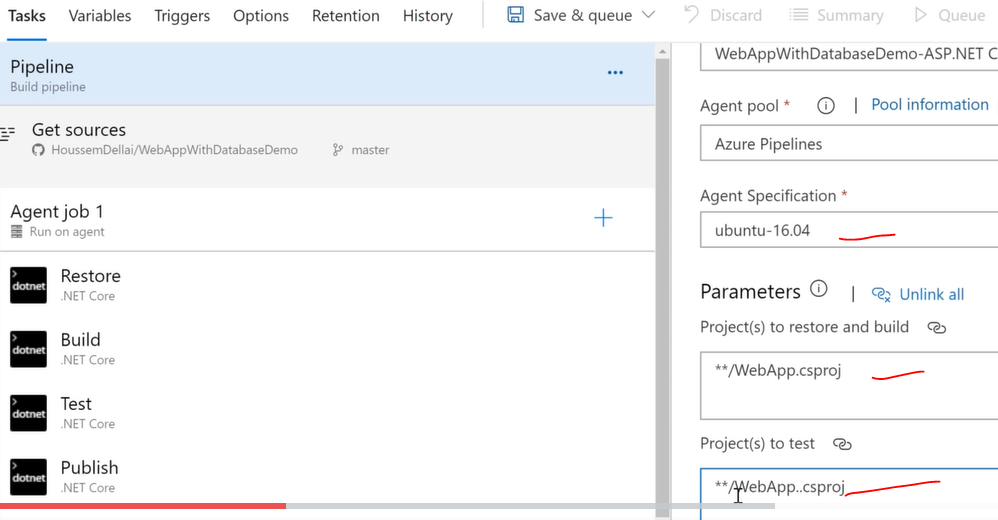 Tasks Variables Triggers Options Retention History Save & queue Discard Summary Queue
Pipeline
Build pipeline
Get sources
HoussemDellai/WebAppWithDatabaseDemo master
Agent job 1
Run on agent
>
dotnet
Restore
.NET Core
>
dotnet
Build
.NET Core
>
dotnet
Test
.NET Core
>
dotnet
Publish
.NET Core
WebAppWithDatabaseDemo-ASP.NET C
Agent pool * | Pool information
Azure Pipelines
Agent Specification *
ubuntu-16.04
Parameters | Unlink all
Project(s) to restore and build
**/WebApp.csproj
Project(s) to test
**/WebApp..csproj